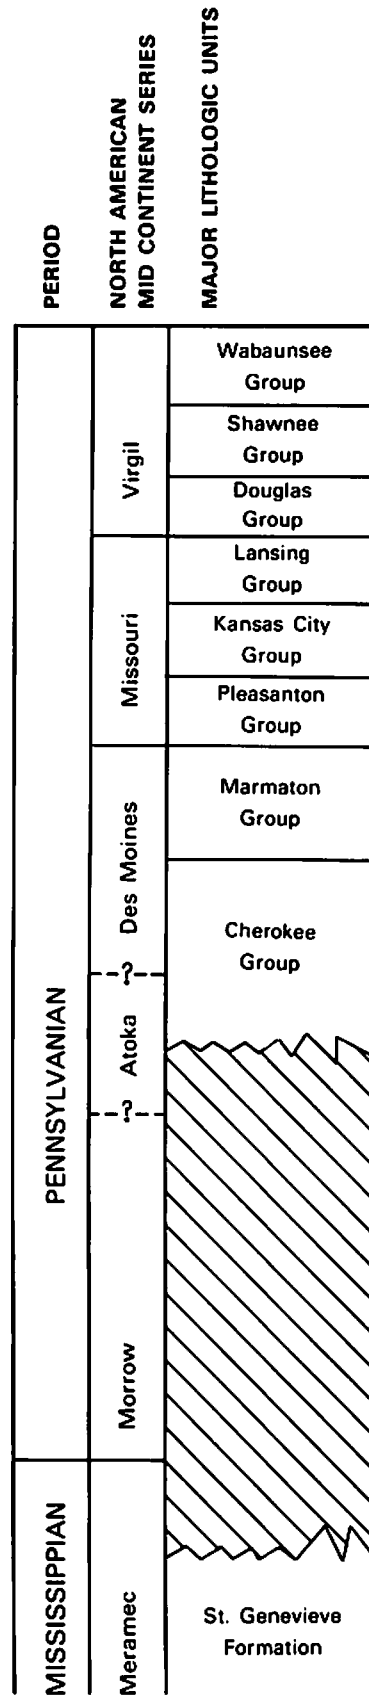 PERIOD
NORTH AMERICAN
MID CONTINENT SERIES
MAJOR LITHOLOGIC UNITS
PENNSYLVANIAN
MISSISSIPPIAN
Virgil
Missouri
Des Moines
?
Atoka
?
Morrow
Meramec
Wabaunsee
Group
Shawnee
Group
Douglas
Group
Lansing
Group
Kansas City
Group
Pleasanton
Group
Marmaton
Group
Cherokee
Group
St. Genevieve
Formation